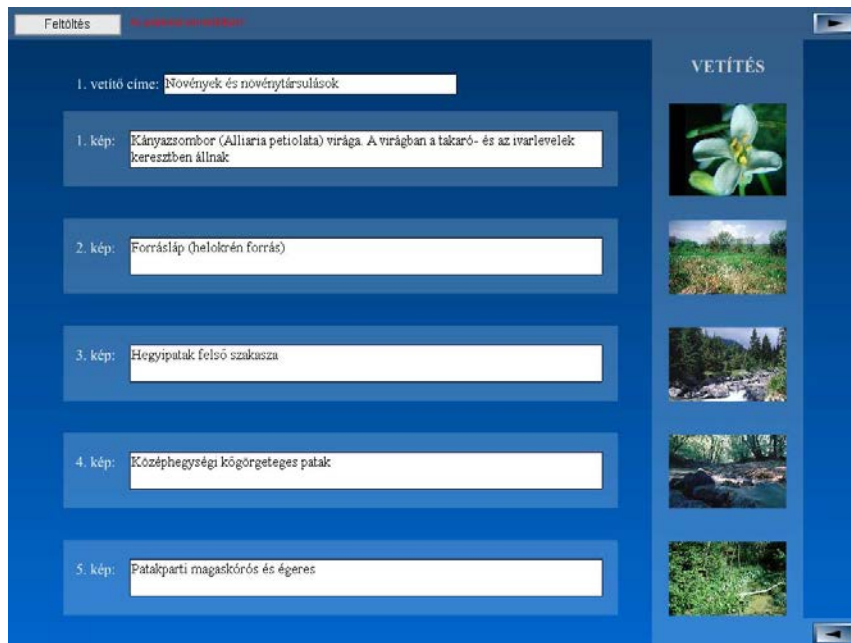 Feltöltés
VETÍTÉS
1. vetítő címe: Növények és növénytársulások
1. kép: Kányazsombor (Alliaria petiolata) virága. A virágban a takaró- és az ivarlevelek
keresztben állnak
2. kép: Forrásláp (helokrén forrás)
3. kép: Hegyipatak felső szakasza
4. kép: Középhegységi kőgörgeteges patak
5. kép: Patakparti magaskórós és égeres